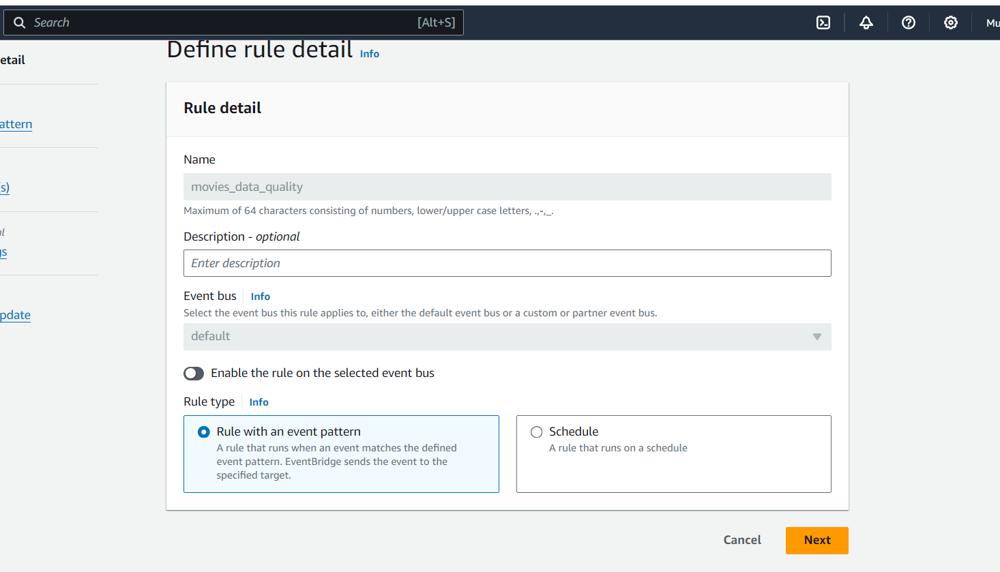 Search [Alt+S] Mu
Define rule detail Info
etail
attern
(s)
al
gs
pdate
Rule detail
Name
movies_data_quality
Maximum of 64 characters consisting of numbers, lower/upper case letters, .,-,_.
Description - optional
Enter description
Event bus Info
Select the event bus this rule applies to, either the default event bus or a custom or partner event bus.
default
Enable the rule on the selected event bus
Rule type Info
Rule with an event pattern
A rule that runs when an event matches the defined
event pattern. EventBridge sends the event to the
specified target.
Schedule
A rule that runs on a schedule
Cancel Next